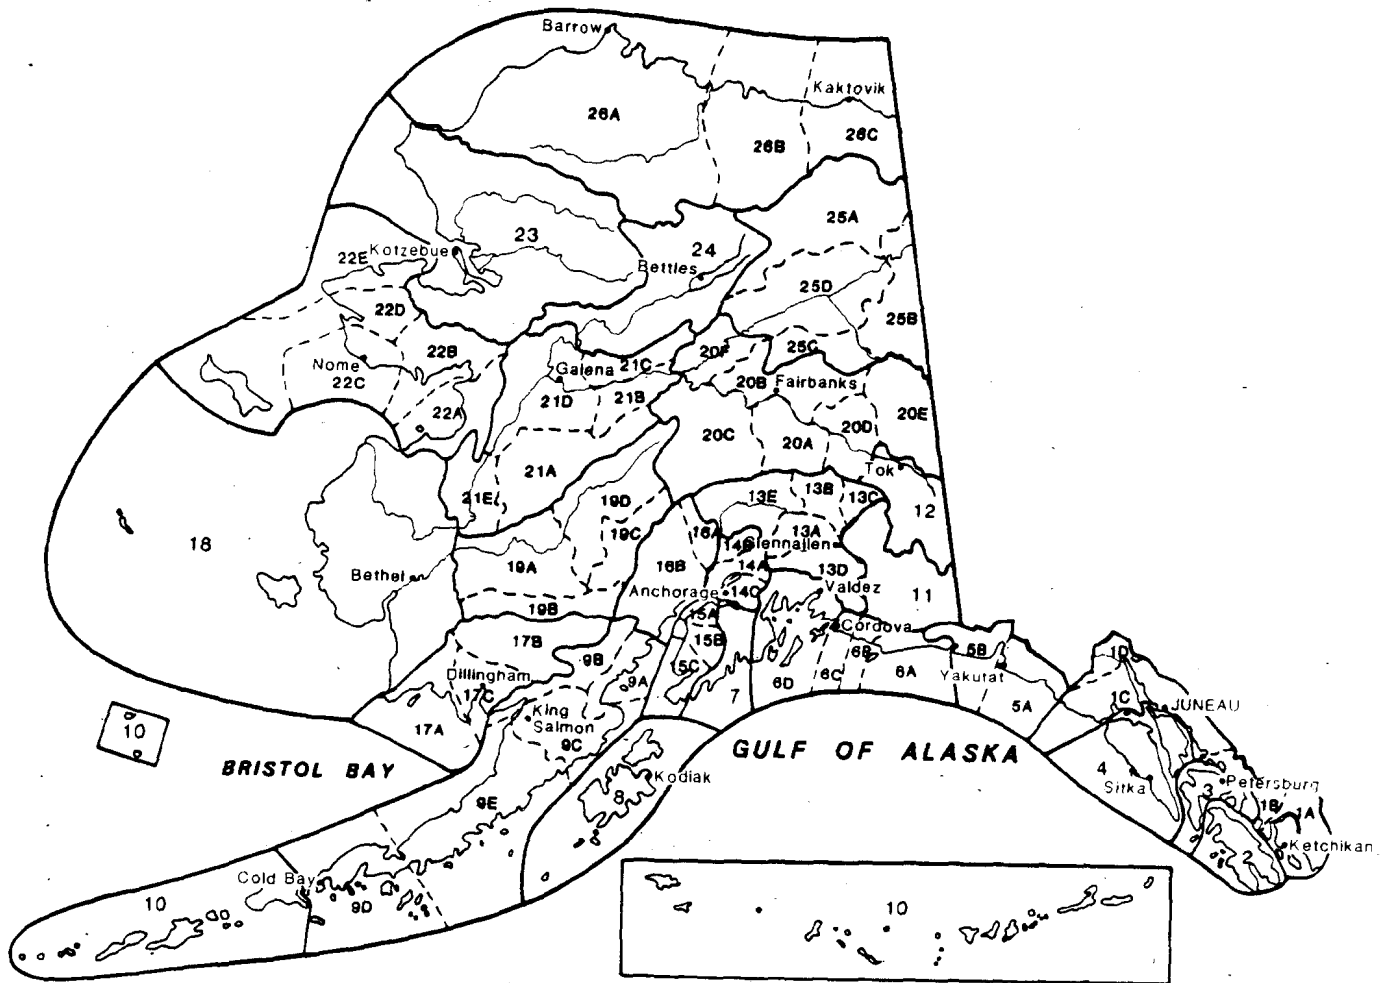 Barrow
Kaktovik
26A
26B
26C
25A
23
24
Kotzebue
22E
Bettles
25D
22D
25B
22B
20F
25C
Nome
22C
Galena
21C
20B
Fairbanks
21D
21B
22A
20E
20D
20C
20A
21A
Tok
21E
19D
13E
13B
13C
12
18
19C
16A
13A
14B
Glennallen
Bethel
19A
16B
14A
13D
Anchorage
14C
Valdez
11
19B
15A
Cordova
17B
15B
6B
5B
9B
15C
1D
Dillingham
17C
9A
7
6D
6C
6A
Yakutat
5A
1C
JUNEAU
King
Salmon
17A
10
9C
GULF OF ALASKA
BRISTOL BAY
Kodiak
4
Sitka
Petersburg
3
8
9E
1B
1A
Ketchikan
2
Cold Bay
10
9D
10